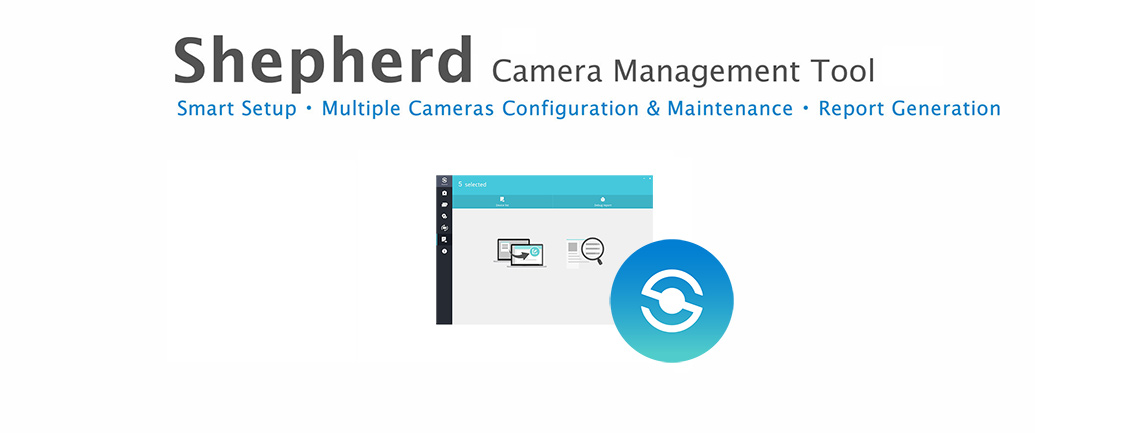 Shepherd Camera Management Tool
Smart Setup • Multiple Cameras Configuration & Maintenance • Report Generation
5 selected